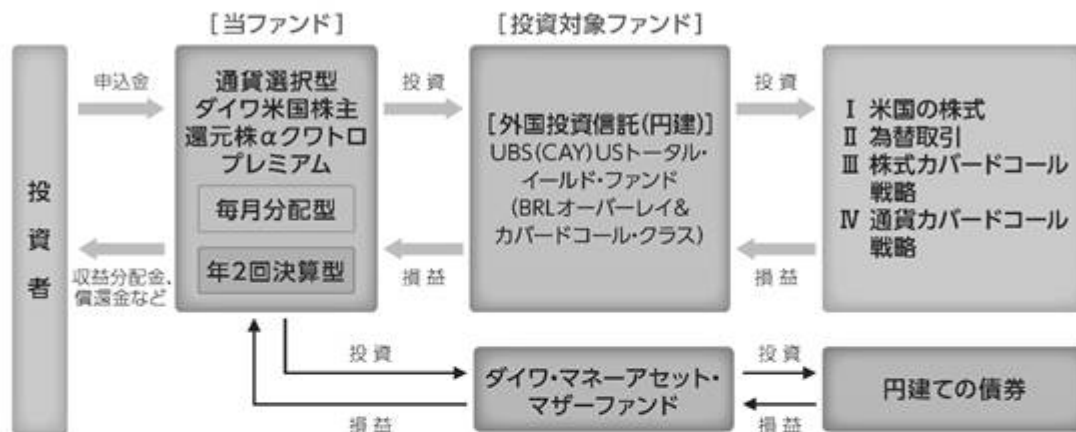 [当ファンド]
[投資対象ファンド]
投資者
申込金
収益分配金、
償還金など
通貨選択型
ダイワ米国株主
還元株αクワトロ
プレミアム
毎月分配型
年2回決算型
投資
損益
[外国投資信託(円建)]
UBS(CAY)USトータル・
イールド・ファンド
(BRLオーバーレイ&
カバードコール・クラス)
投資
損益
Ⅰ 米国の株式
Ⅱ 為替取引
Ⅲ 株式カバードコール
戦略
Ⅳ 通貨カバードコール
戦略
投資
損益
ダイワ・マネーアセット・
マザーファンド
投資
損益
円建ての債券